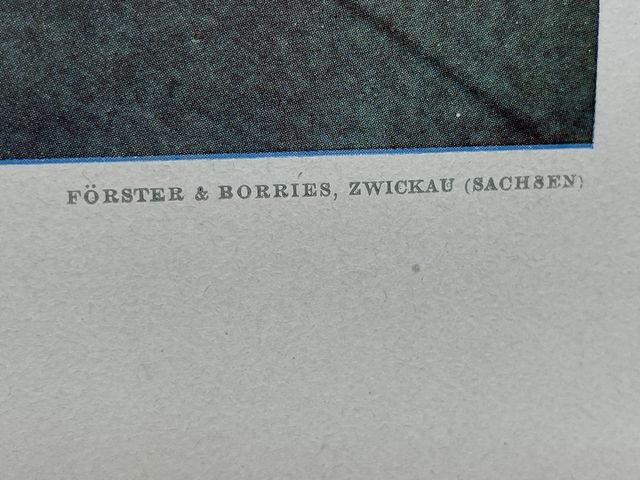 FÖRSTER & BORRIES, ZWICKAU (SACHSEN)